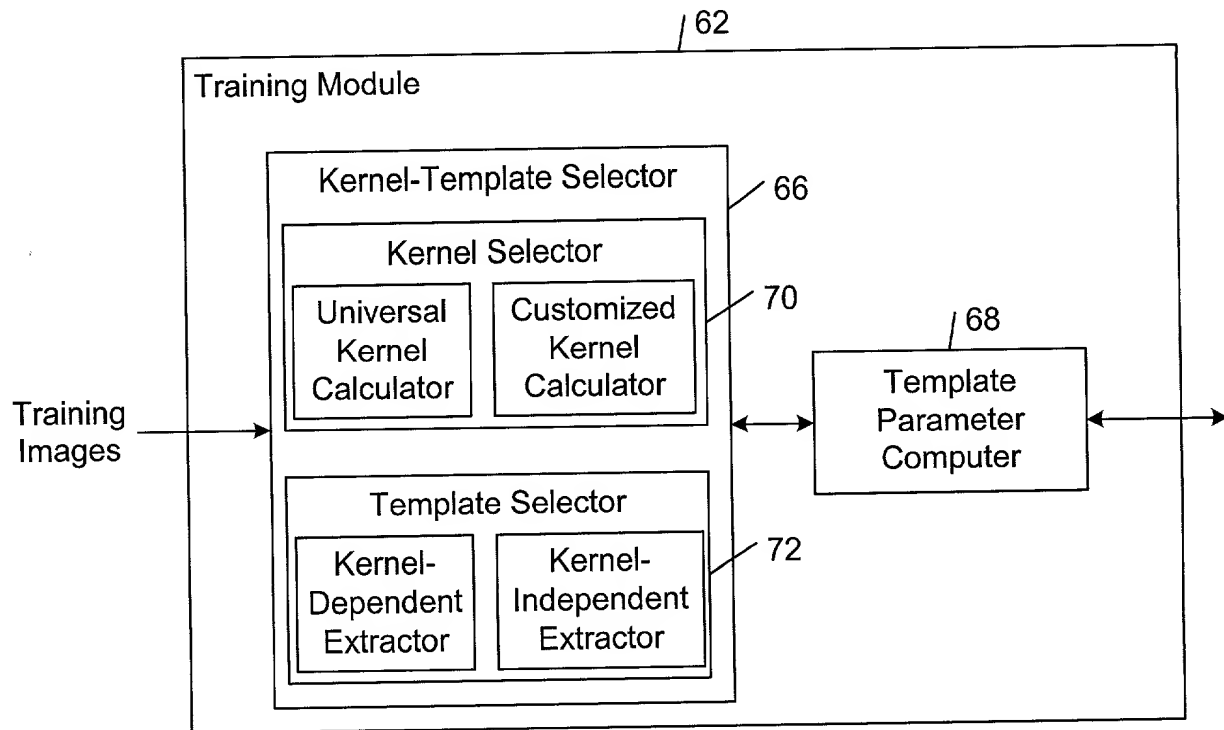 62
Training Module
Kernel-Template Selector
66
Kernel Selector
Universal
Kernel
Calculator
Customized
Kernel
Calculator
70
68
Template
Parameter
Computer
Training
Images
Template Selector
Kernel-
Dependent
Extractor
Kernel-
Independent
Extractor
72